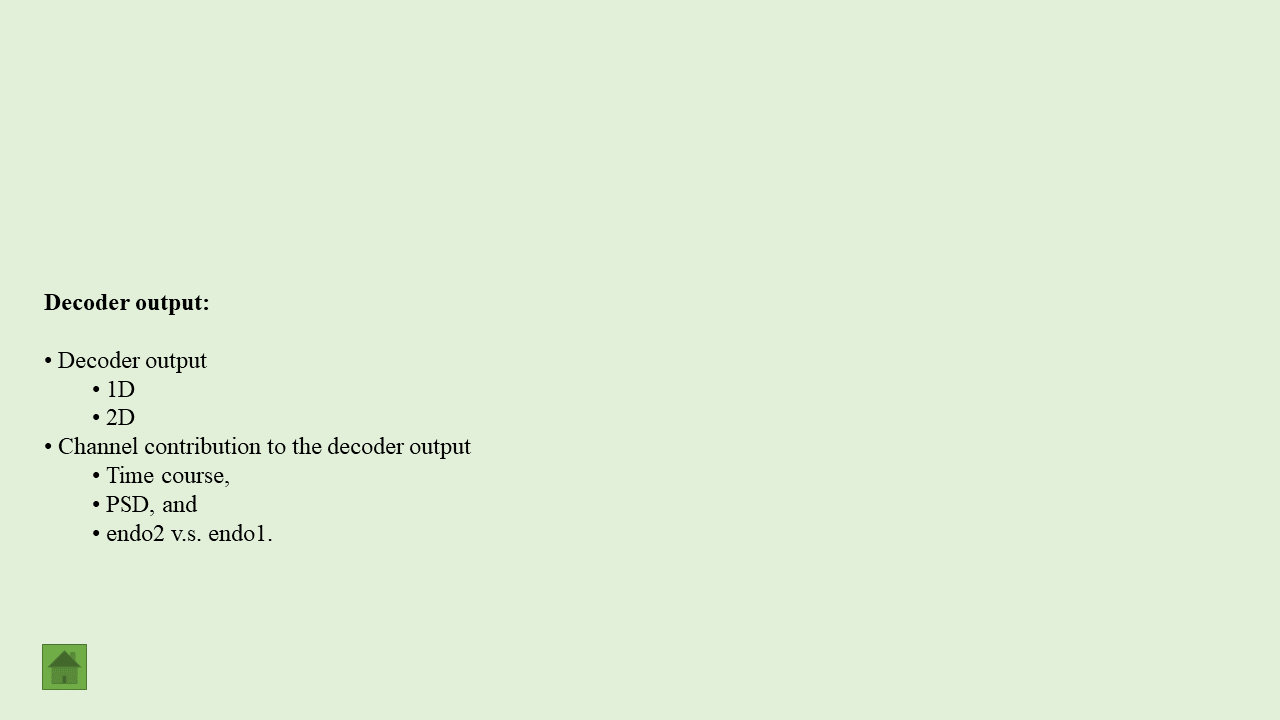 Decoder output:
• Decoder output
• 1D
• 2D
• Channel contribution to the decoder output
• Time course,
• PSD, and
• endo2 v.s. endo1.